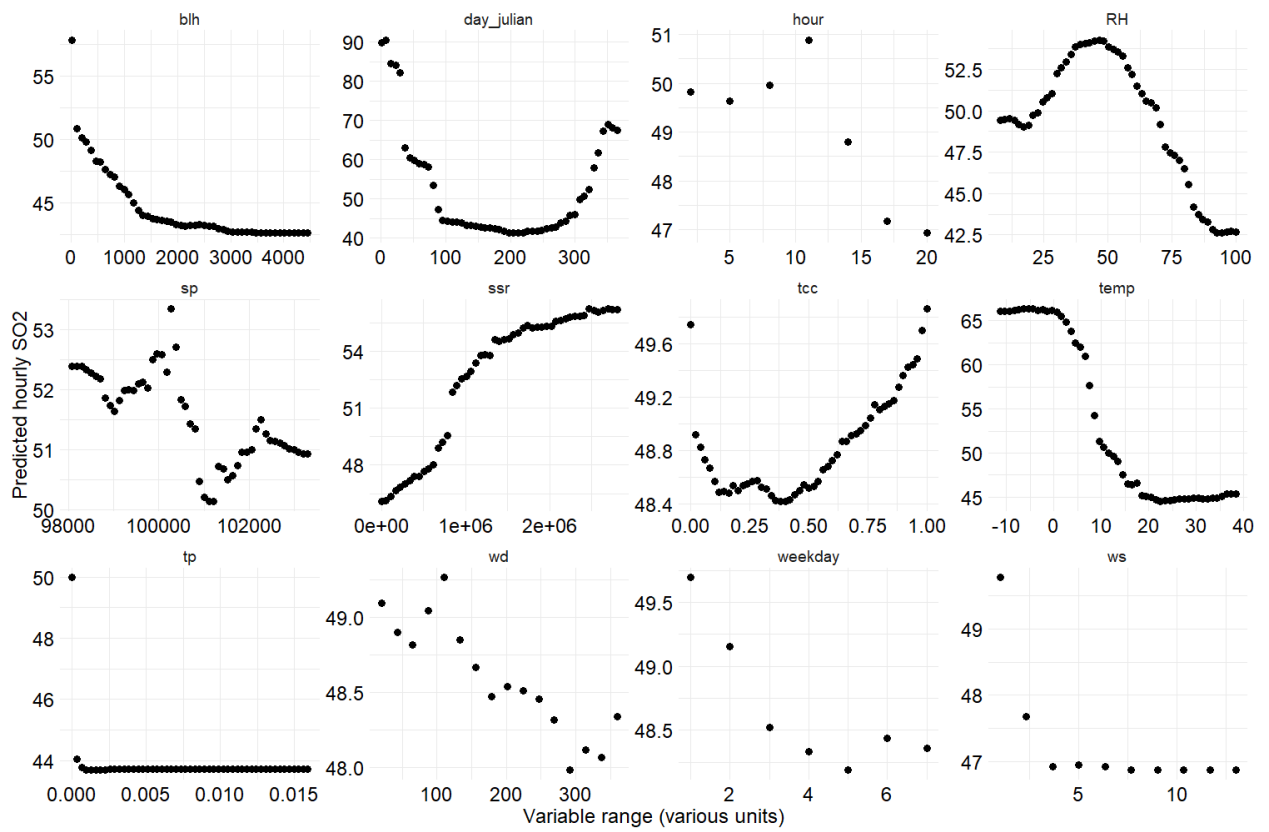 blh day_julian hour RH
55 50 45
0 1000 2000 3000 4000
90 80 70 60 50 40
0 100 200 300
51 50 49 48 47
5 10 15 20
52.5 50.0 47.5 45.0 42.5
25 50 75 100
Predicted hourly SO2
sp ssr tcc temp
53 52 51 50
98000 100000 102000
54 51 48
0e+00 1e+06 2e+06
49.6 49.2 48.8 48.4
0.00 0.25 0.50 0.75 1.00
65 60 55 50 45
-10 0 10 20 30 40
tp wd weekday ws
50 48 46 44
0.000 0.005 0.010 0.015
49.0 48.5 48.0
100 200 300
49.5 49.0 48.5
2 4 6
49 48 47
5 10
Variable range (various units)